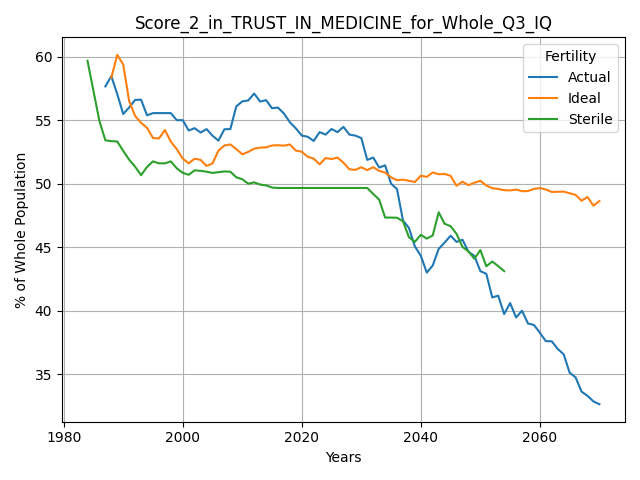 Score_2_in_TRUST_IN_MEDICINE_for_Whole_Q3_IQ
% of Whole Population
60
55
50
45
40
35
Fertility
Actual
Ideal
Sterile
1980
2000
2020
2040
2060
Years